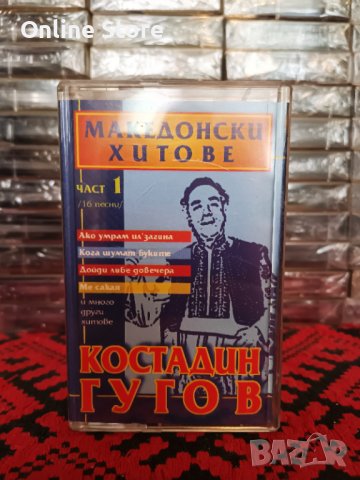 Online Store
МАКЕДОНСКИ
ХИТОВЕ
ЧАСТ 1
/16 песни/
Ако умрам ил'загина
Кога шумат буките
Дойди либе довечера
Ме сакая
и много
други
хитове
КОСТАДИН
ГУГОВ
BAZAR